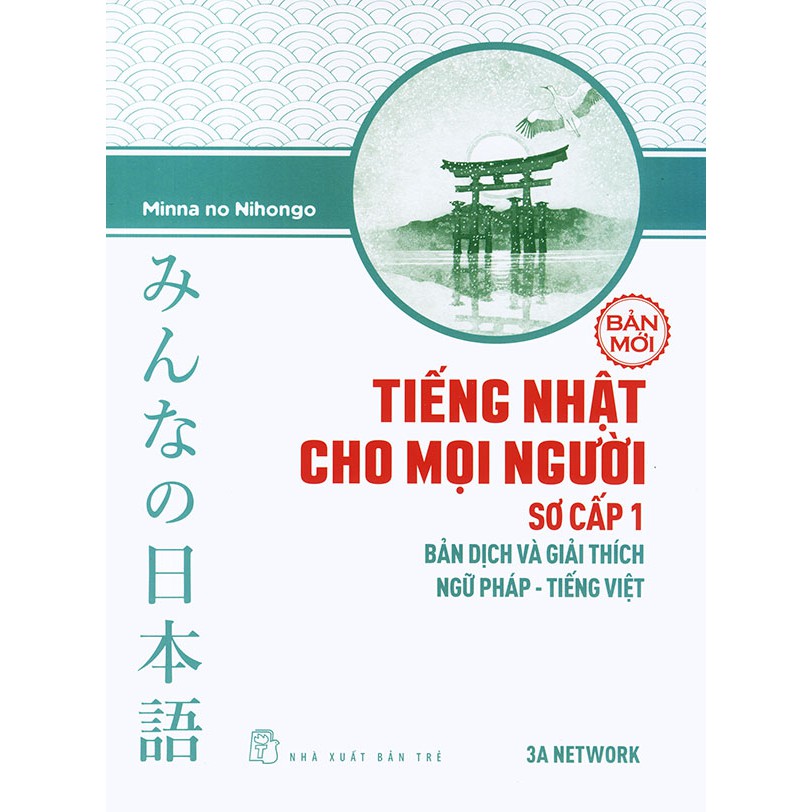 Minna no Nihongo
みんなの日本語
BẢN
MỚI
TIẾNG NHẬT
CHO MỌI NGƯỜI
SƠ CẤP 1
BẢN DỊCH VÀ GIẢI THÍCH
NGỮ PHÁP - TIẾNG VIỆT
NHÀ XUẤT BẢN TRẺ
3A NETWORK